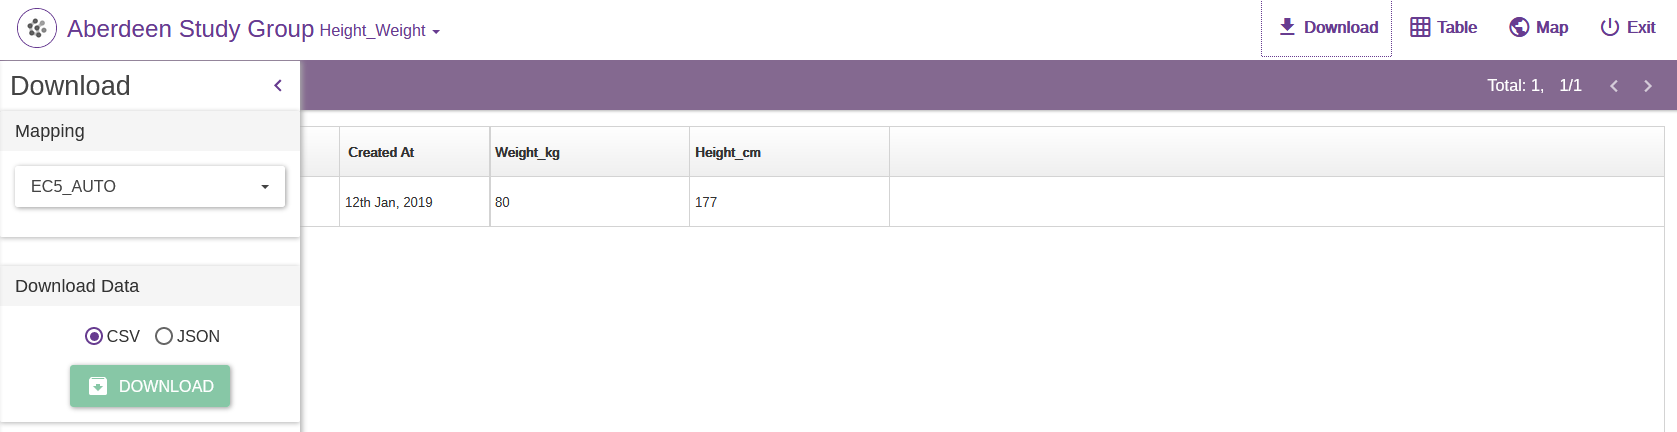 Aberdeen Study Group Height_Weight
Download Table Map Exit
Download
Total: 1, 1/1
Mapping
EC5_AUTO
Created At Weight_kg Height_cm
12th Jan, 2019 80 177
Download Data
CSV JSON
DOWNLOAD